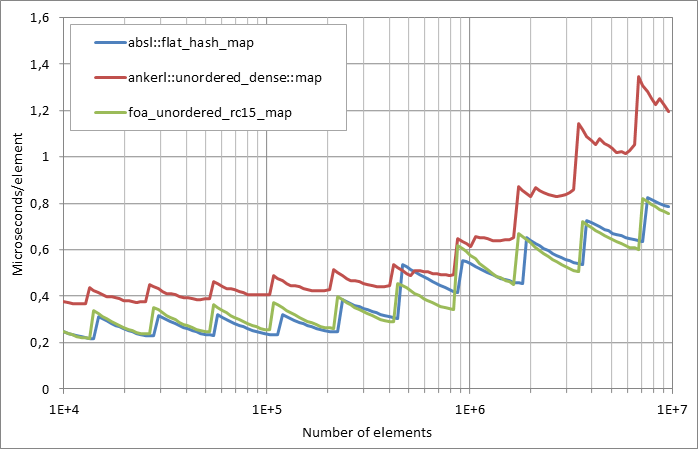 1,6
1,4
1,2
1
0,8
0,6
0,4
0,2
0
Microseconds/element
absl::flat_hash_map
ankerl::unordered_dense::map
foa_unordered_rc15_map
1E+4 1E+5 1E+6 1E+7
Number of elements